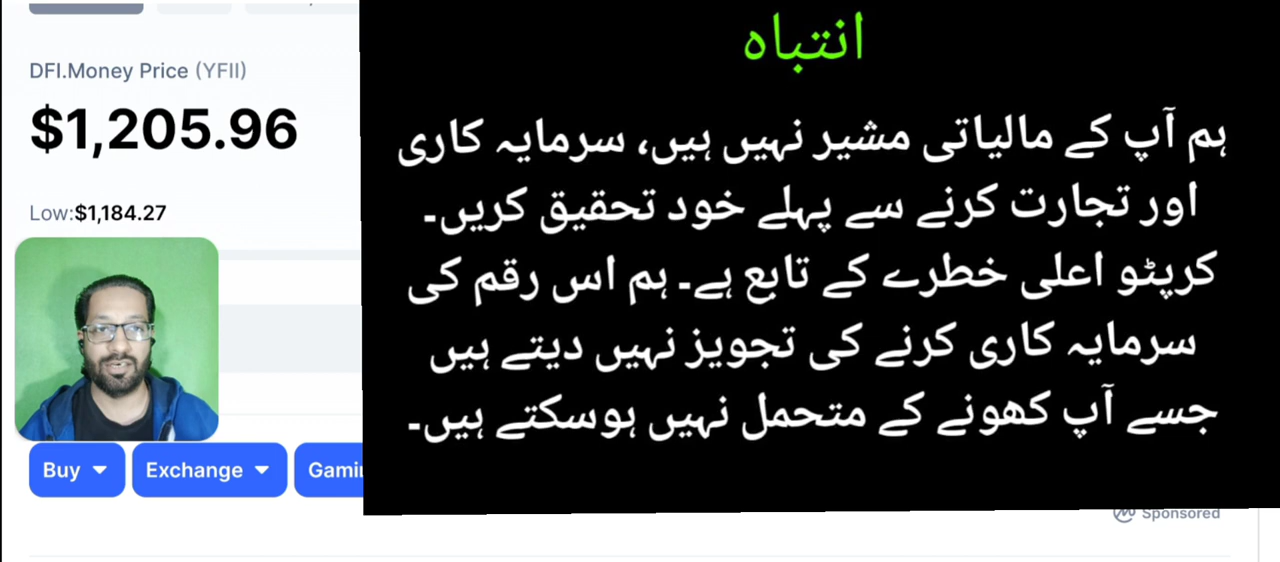 DFI.Money Price (YFII)
$1,205.96
Low:$1,184.27
Buy
Exchange
انتباہ
ہم آپ کے مالیاتی مشیر نہیں ہیں، سرمایہ کاری
اور تجارت کرنے سے پہلے خود تحقیق کریں۔
کرپٹو اعلی خطرے کے تابع ہے۔ ہم اس رقم کی
سرمایہ کاری کرنے کی تجویز نہیں دیتے ہیں
جسے آپ کھونے کے متحمل نہیں ہوسکتے ہیں۔
Sponsored